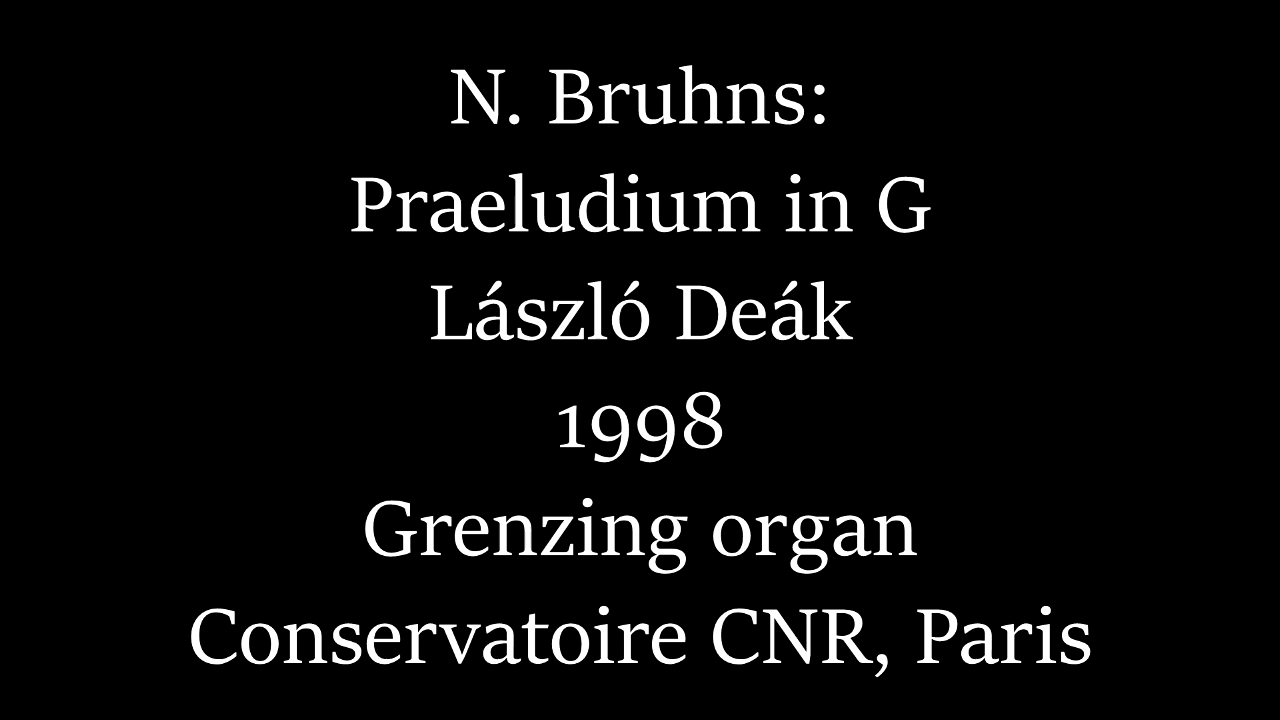 N. Bruhns:
Praeludium in G
László Deák
1998
Grenzing organ
Conservatoire CNR, Paris